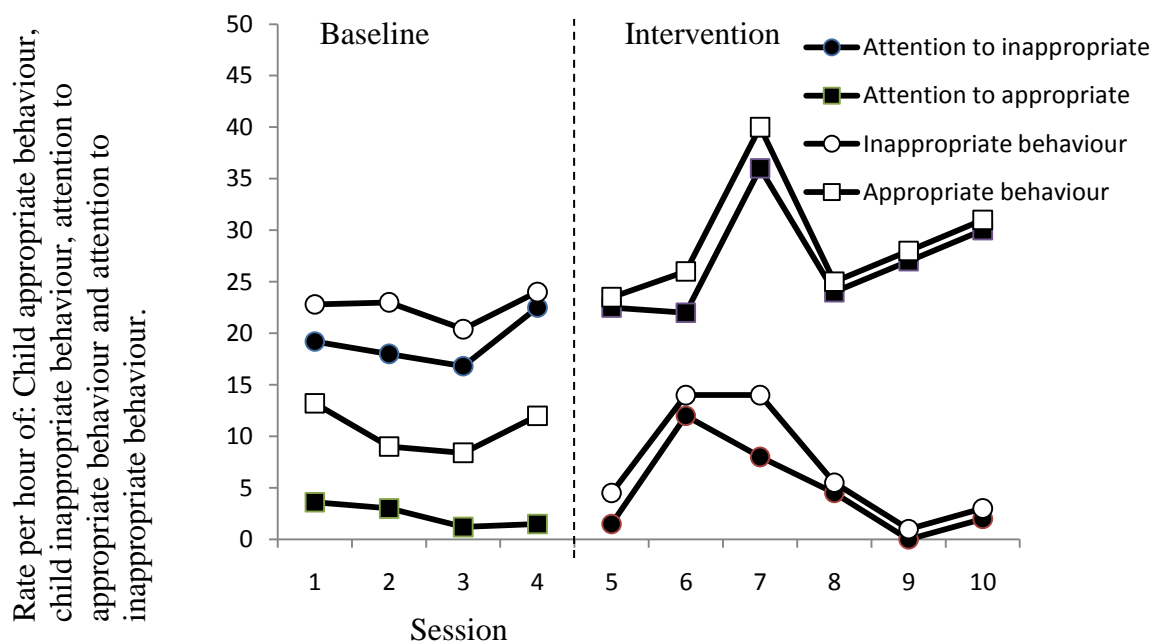 Rate per hour of: Child appropriate behaviour,
child inappropriate behaviour, attention to
appropriate behaviour and attention to
inappropriate behaviour.
50
45
40
35
30
25
20
15
10
5
0
Baseline
Intervention
Attention to inappropriate
Attention to appropriate
Inappropriate behaviour
Appropriate behaviour
1 2 3 4 5 6 7 8 9 10
Session